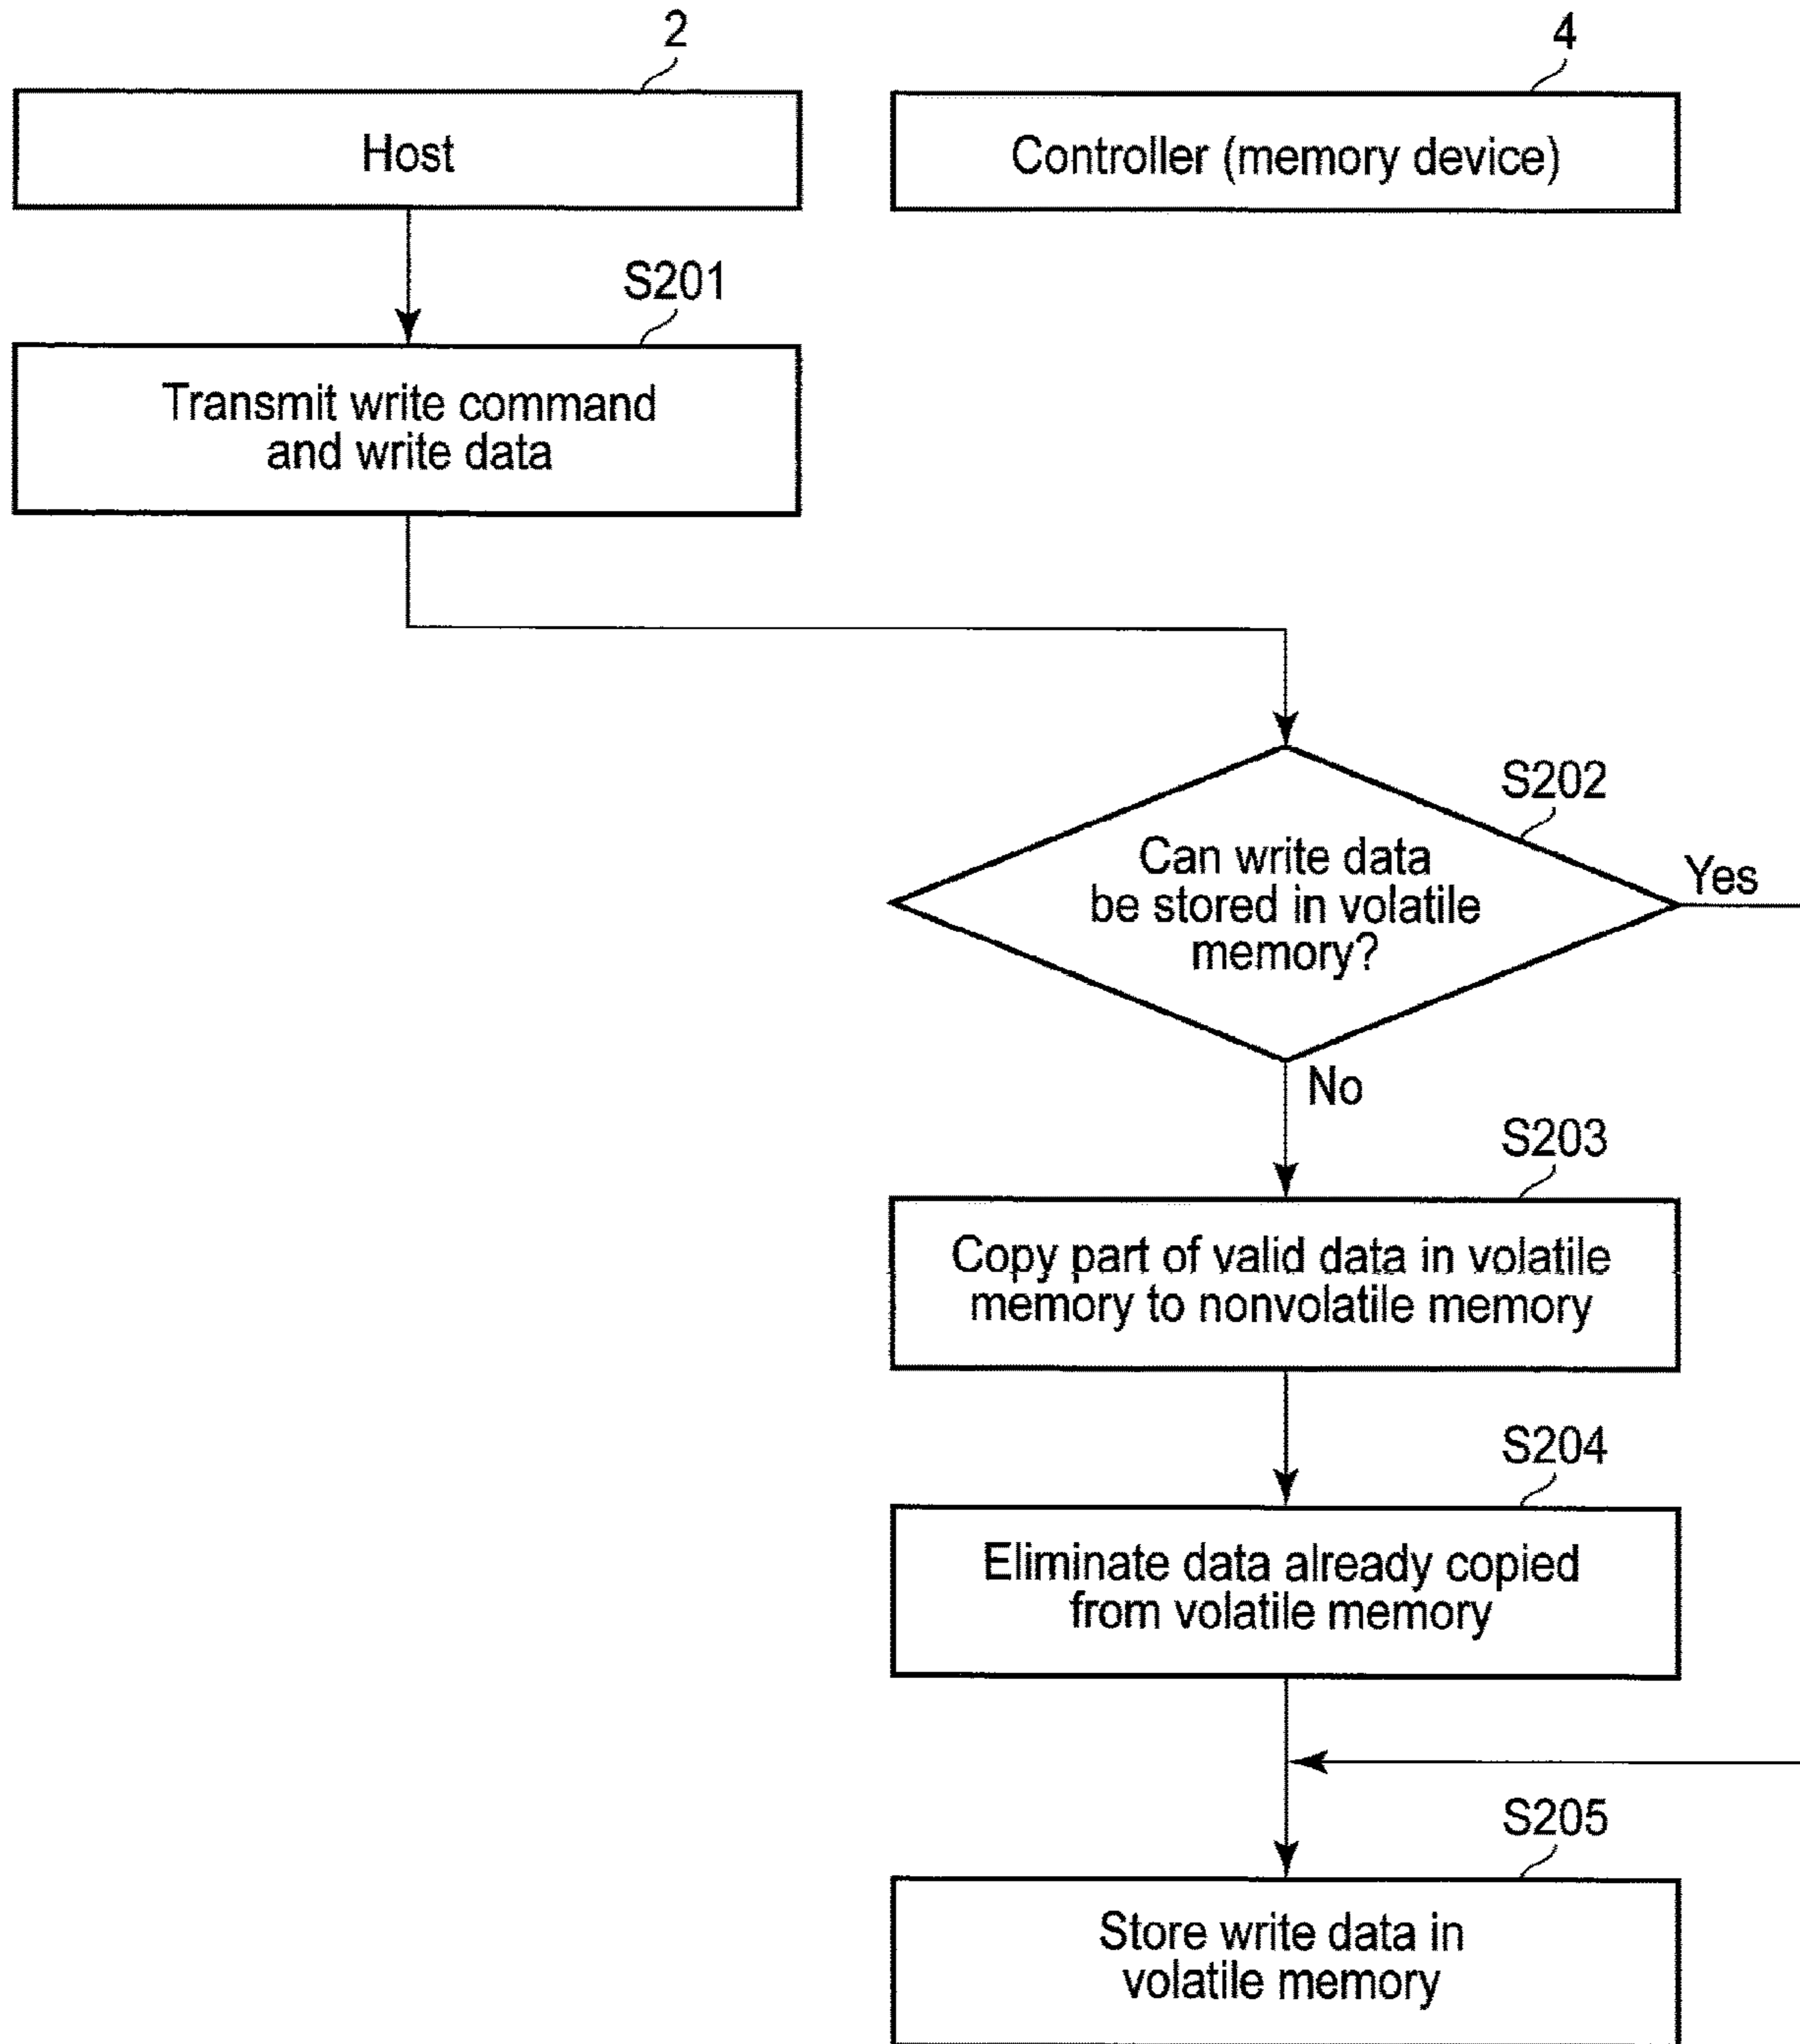 2
4
Host
Controller (memory device)
S201
Transmit write command
and write data
S202
Can write data
be stored in volatile
memory?
Yes
No
S203
Copy part of valid data in volatile
memory to nonvolatile memory
S204
Eliminate data already copied
from volatile memory
S205
Store write data in
volatile memory